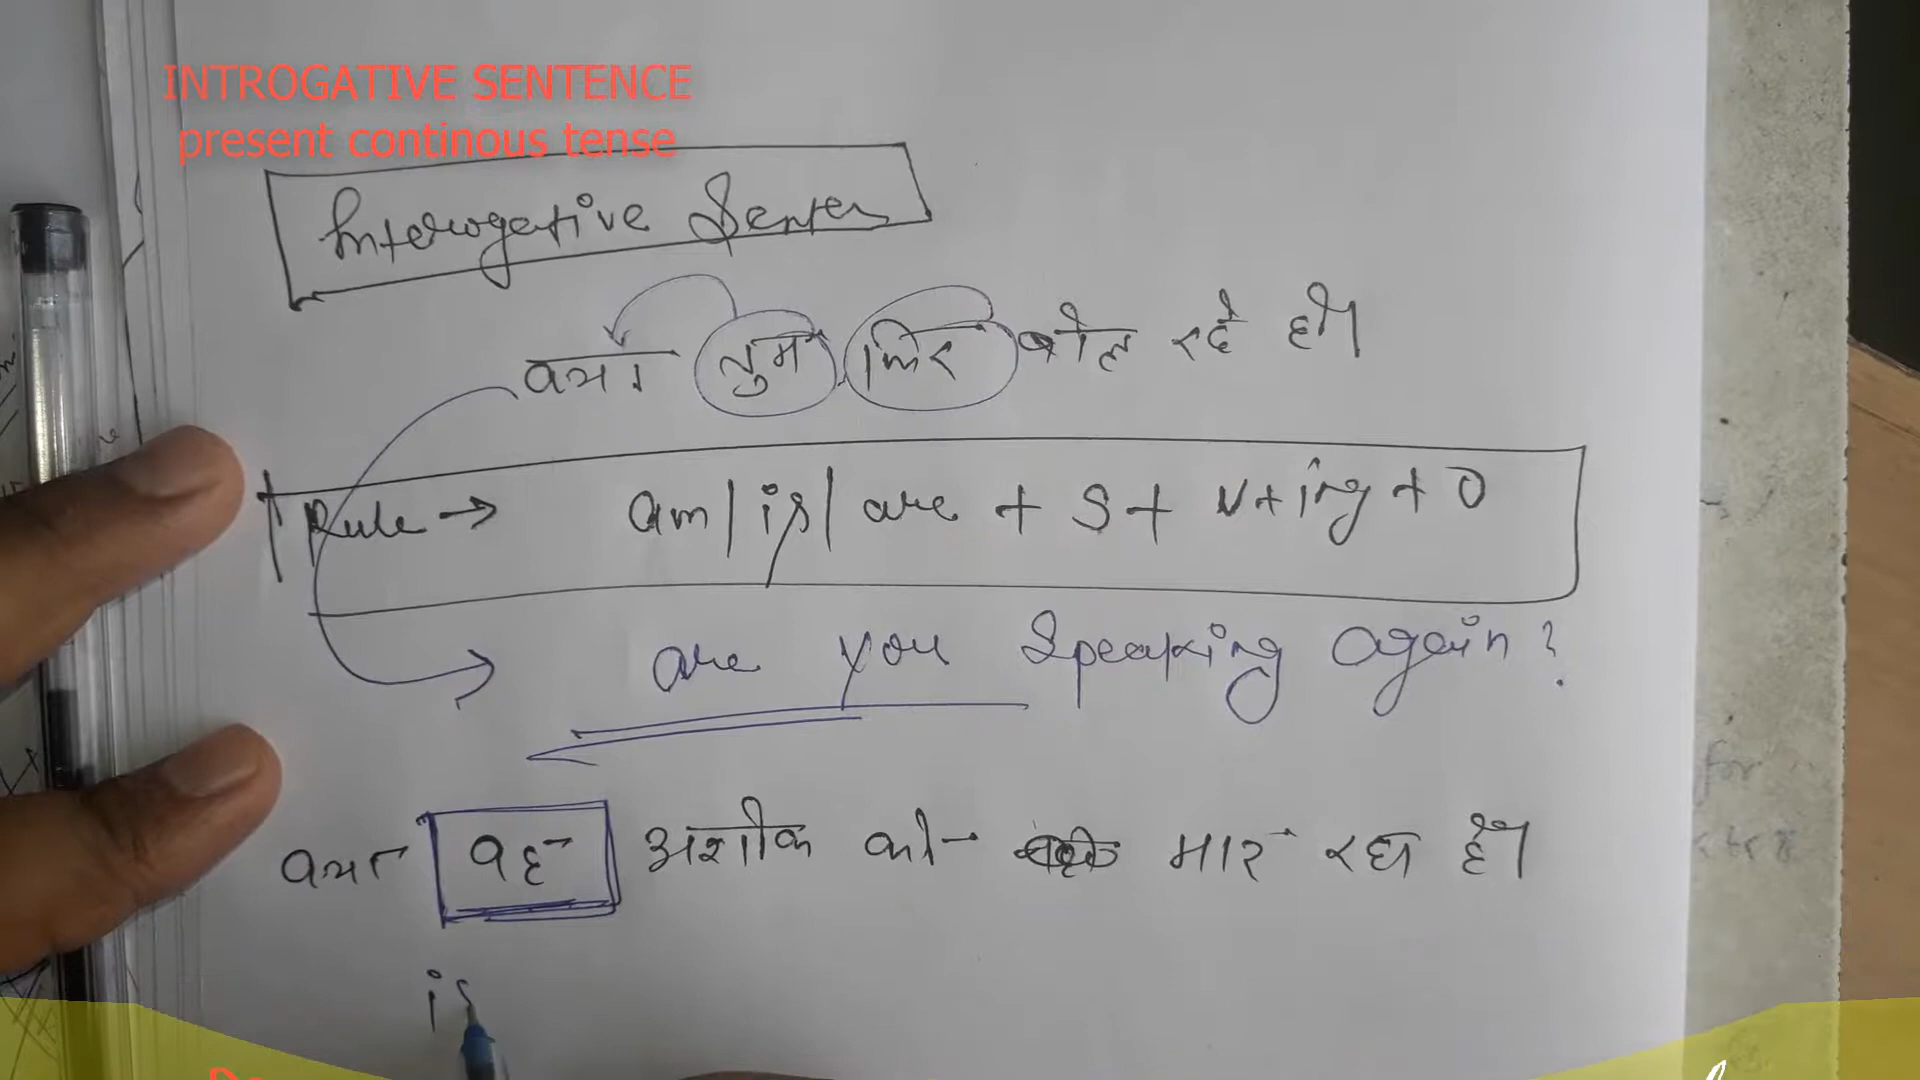 INTROGATIVE SENTENCE
present continous tense
Interogative Senten
क्या तुम फिर बोल रहे हो।
Rule → am | is | are + S + V + ing + O
are you Speaking again?
क्या वह अशोक को मार रहा है।
is